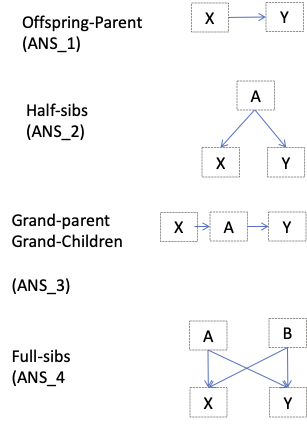 Offspring-Parent
(ANS_1)
X
Y
A
Half-sibs
(ANS_2)
X
Y
Grand-parent
Grand-Children
X
A
Y
(ANS_3)
A
B
Full-sibs
(ANS_4
X
Y